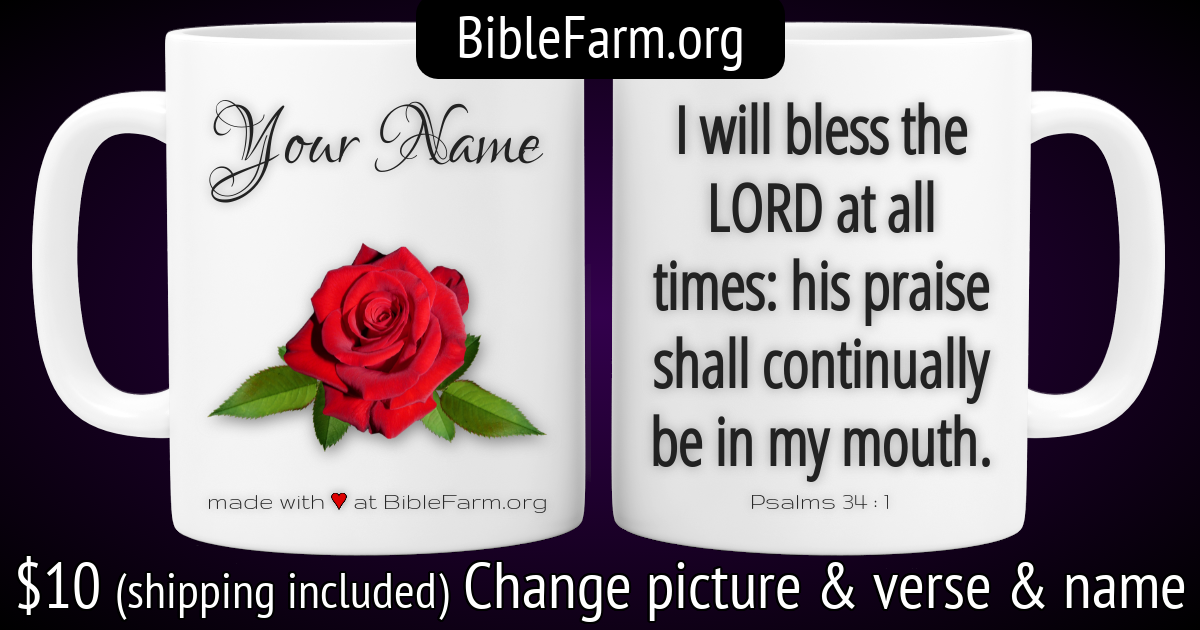 BibleFarm.org
Your Name
made with ♥ at BibleFarm.org
I will bless the
LORD at all
times: his praise
shall continually
be in my mouth.
Psalms 34 : 1
$10 (shipping included) Change picture & verse & name